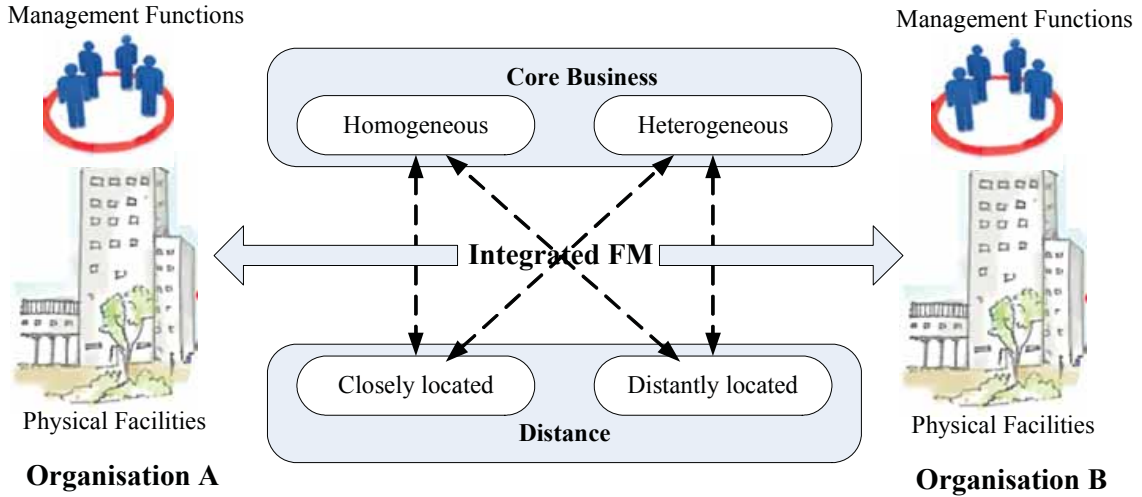 Management Functions
Management Functions
Core Business
Homogeneous
Heterogeneous
Integrated FM
Closely located
Distantly located
Distance
Physical Facilities
Physical Facilities
Organisation A
Organisation B